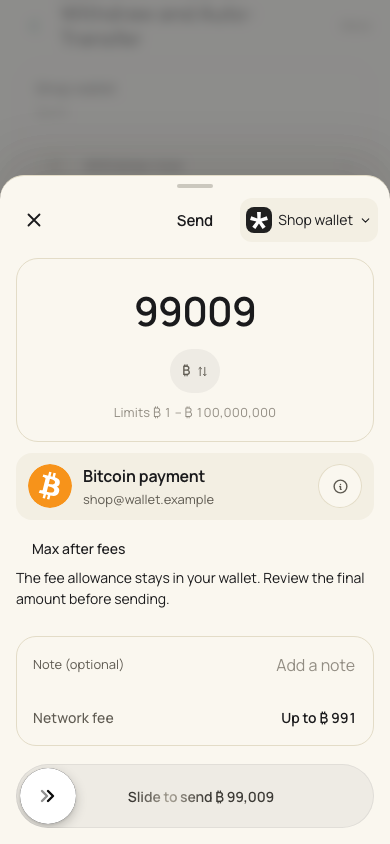 Send
Shop wallet
99009
₿
Limits ₿ 1 – ₿ 100,000,000
Bitcoin payment
shop@wallet.example
Max after fees
The fee allowance stays in your wallet. Review the final
amount before sending.
Note (optional)
Add a note
Network fee
Up to ₿ 991
Slide to send ₿ 99,009